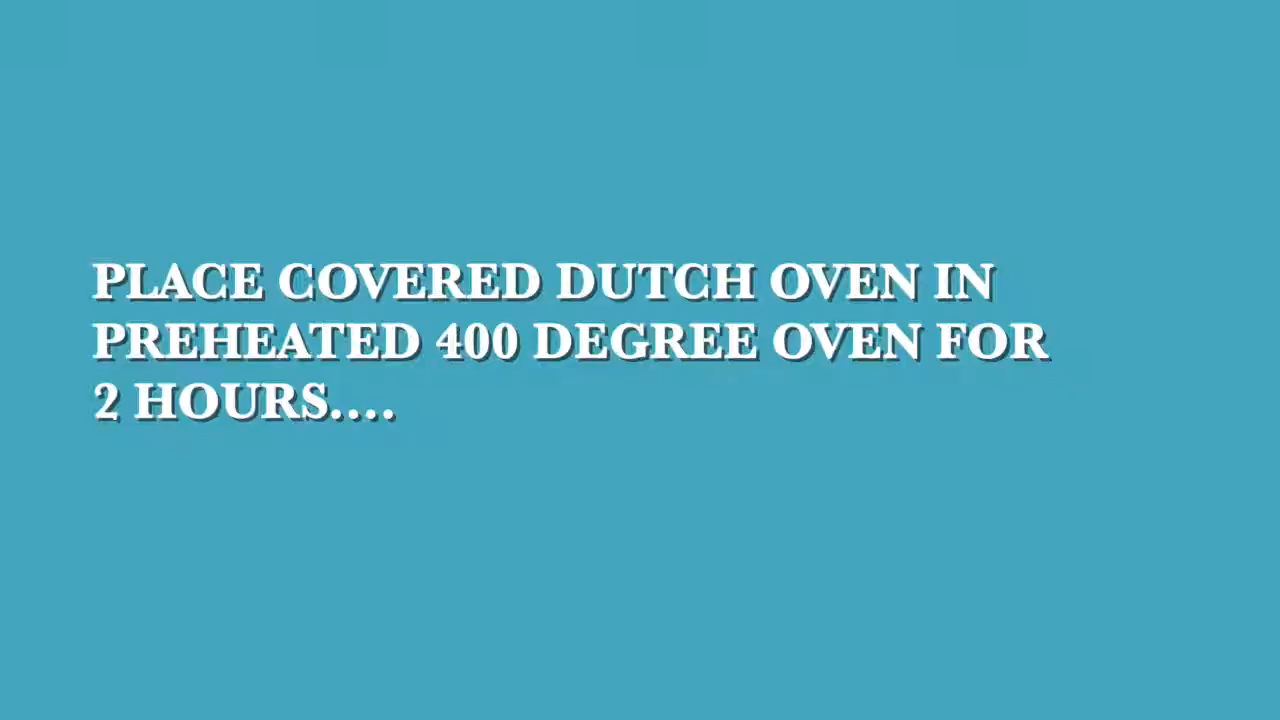 PLACE COVERED DUTCH OVEN IN
PREHEATED 400 DEGREE OVEN FOR
2 HOURS....